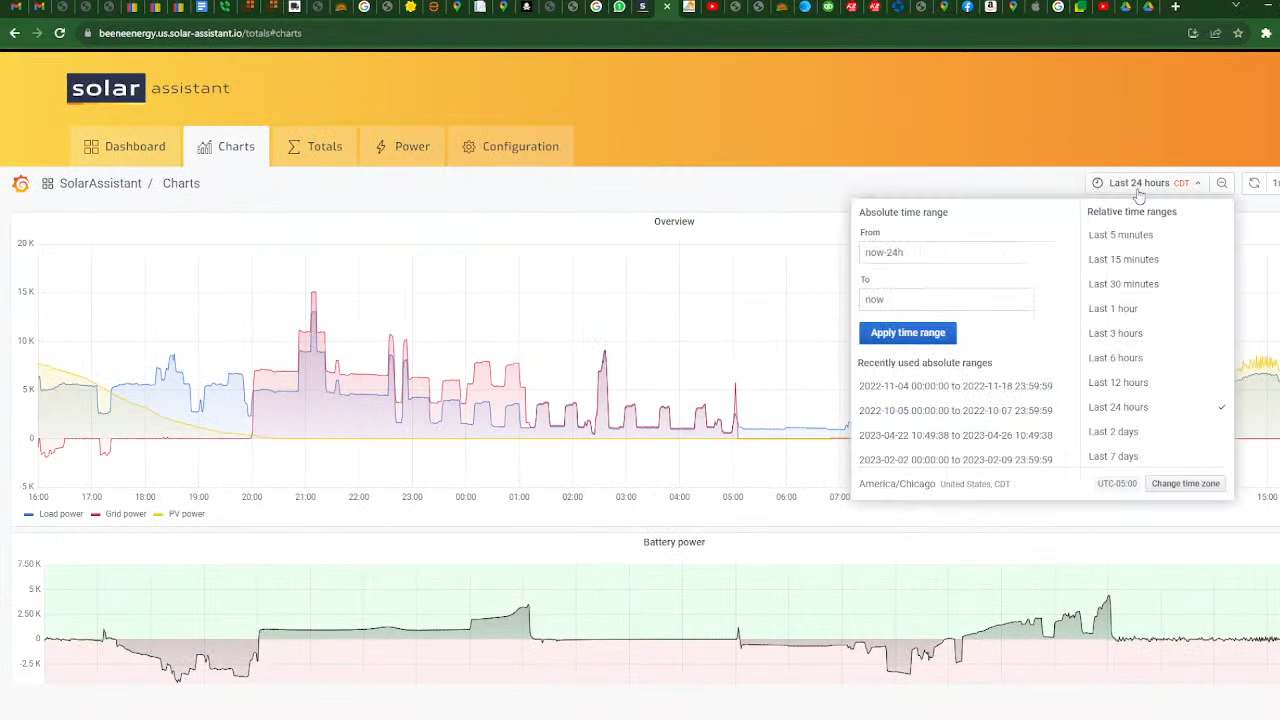 beeneenergy.us.solar-assistant.io/totals#charts
solar assistant
Dashboard
Charts
Totals
Power
Configuration
SolarAssistant / Charts
Last 24 hours CDT
Overview
20 K
15 K
10 K
5 K
0
-5 K
16:00 17:00 18:00 19:00 20:00 21:00 22:00 23:00 00:00 01:00 02:00 03:00 04:00 05:00 06:00 15:00
Load power Grid power PV power
Absolute time range
From
now-24h
To
now
Apply time range
Recently used absolute ranges
2022-11-04 00:00:00 to 2022-11-18 23:59:59
2022-10-05 00:00:00 to 2022-10-07 23:59:59
2023-04-22 10:49:38 to 2023-04-26 10:49:38
2023-02-02 00:00:00 to 2023-02-09 23:59:59
Relative time ranges
Last 5 minutes
Last 15 minutes
Last 30 minutes
Last 1 hour
Last 3 hours
Last 6 hours
Last 12 hours
Last 24 hours
Last 2 days
Last 7 days
America/Chicago United States, CDT
UTC-05:00
Change time zone
Battery power
7.50 K
5 K
2.50 K
0
-2.5 K